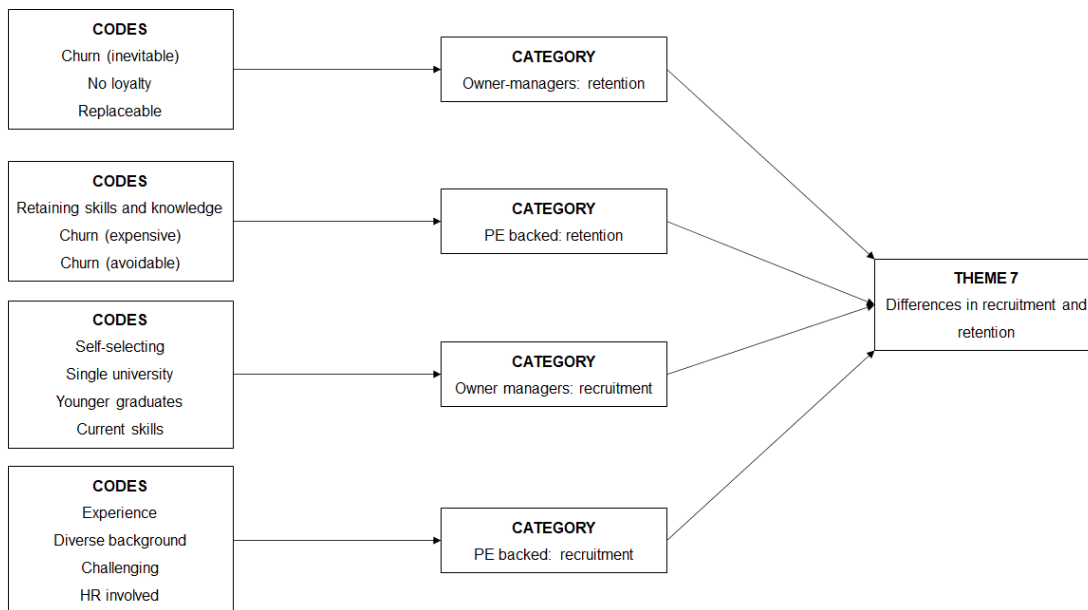 CODES
Churn (inevitable)
No loyalty
Replaceable
CATEGORY
Owner-managers: retention
CODES
Retaining skills and knowledge
Churn (expensive)
Churn (avoidable)
CATEGORY
PE backed: retention
CODES
Self-selecting
Single university
Younger graduates
Current skills
CATEGORY
Owner managers: recruitment
CODES
Experience
Diverse background
Challenging
HR involved
CATEGORY
PE backed:  recruitment
THEME 7
Differences in recruitment and
retention